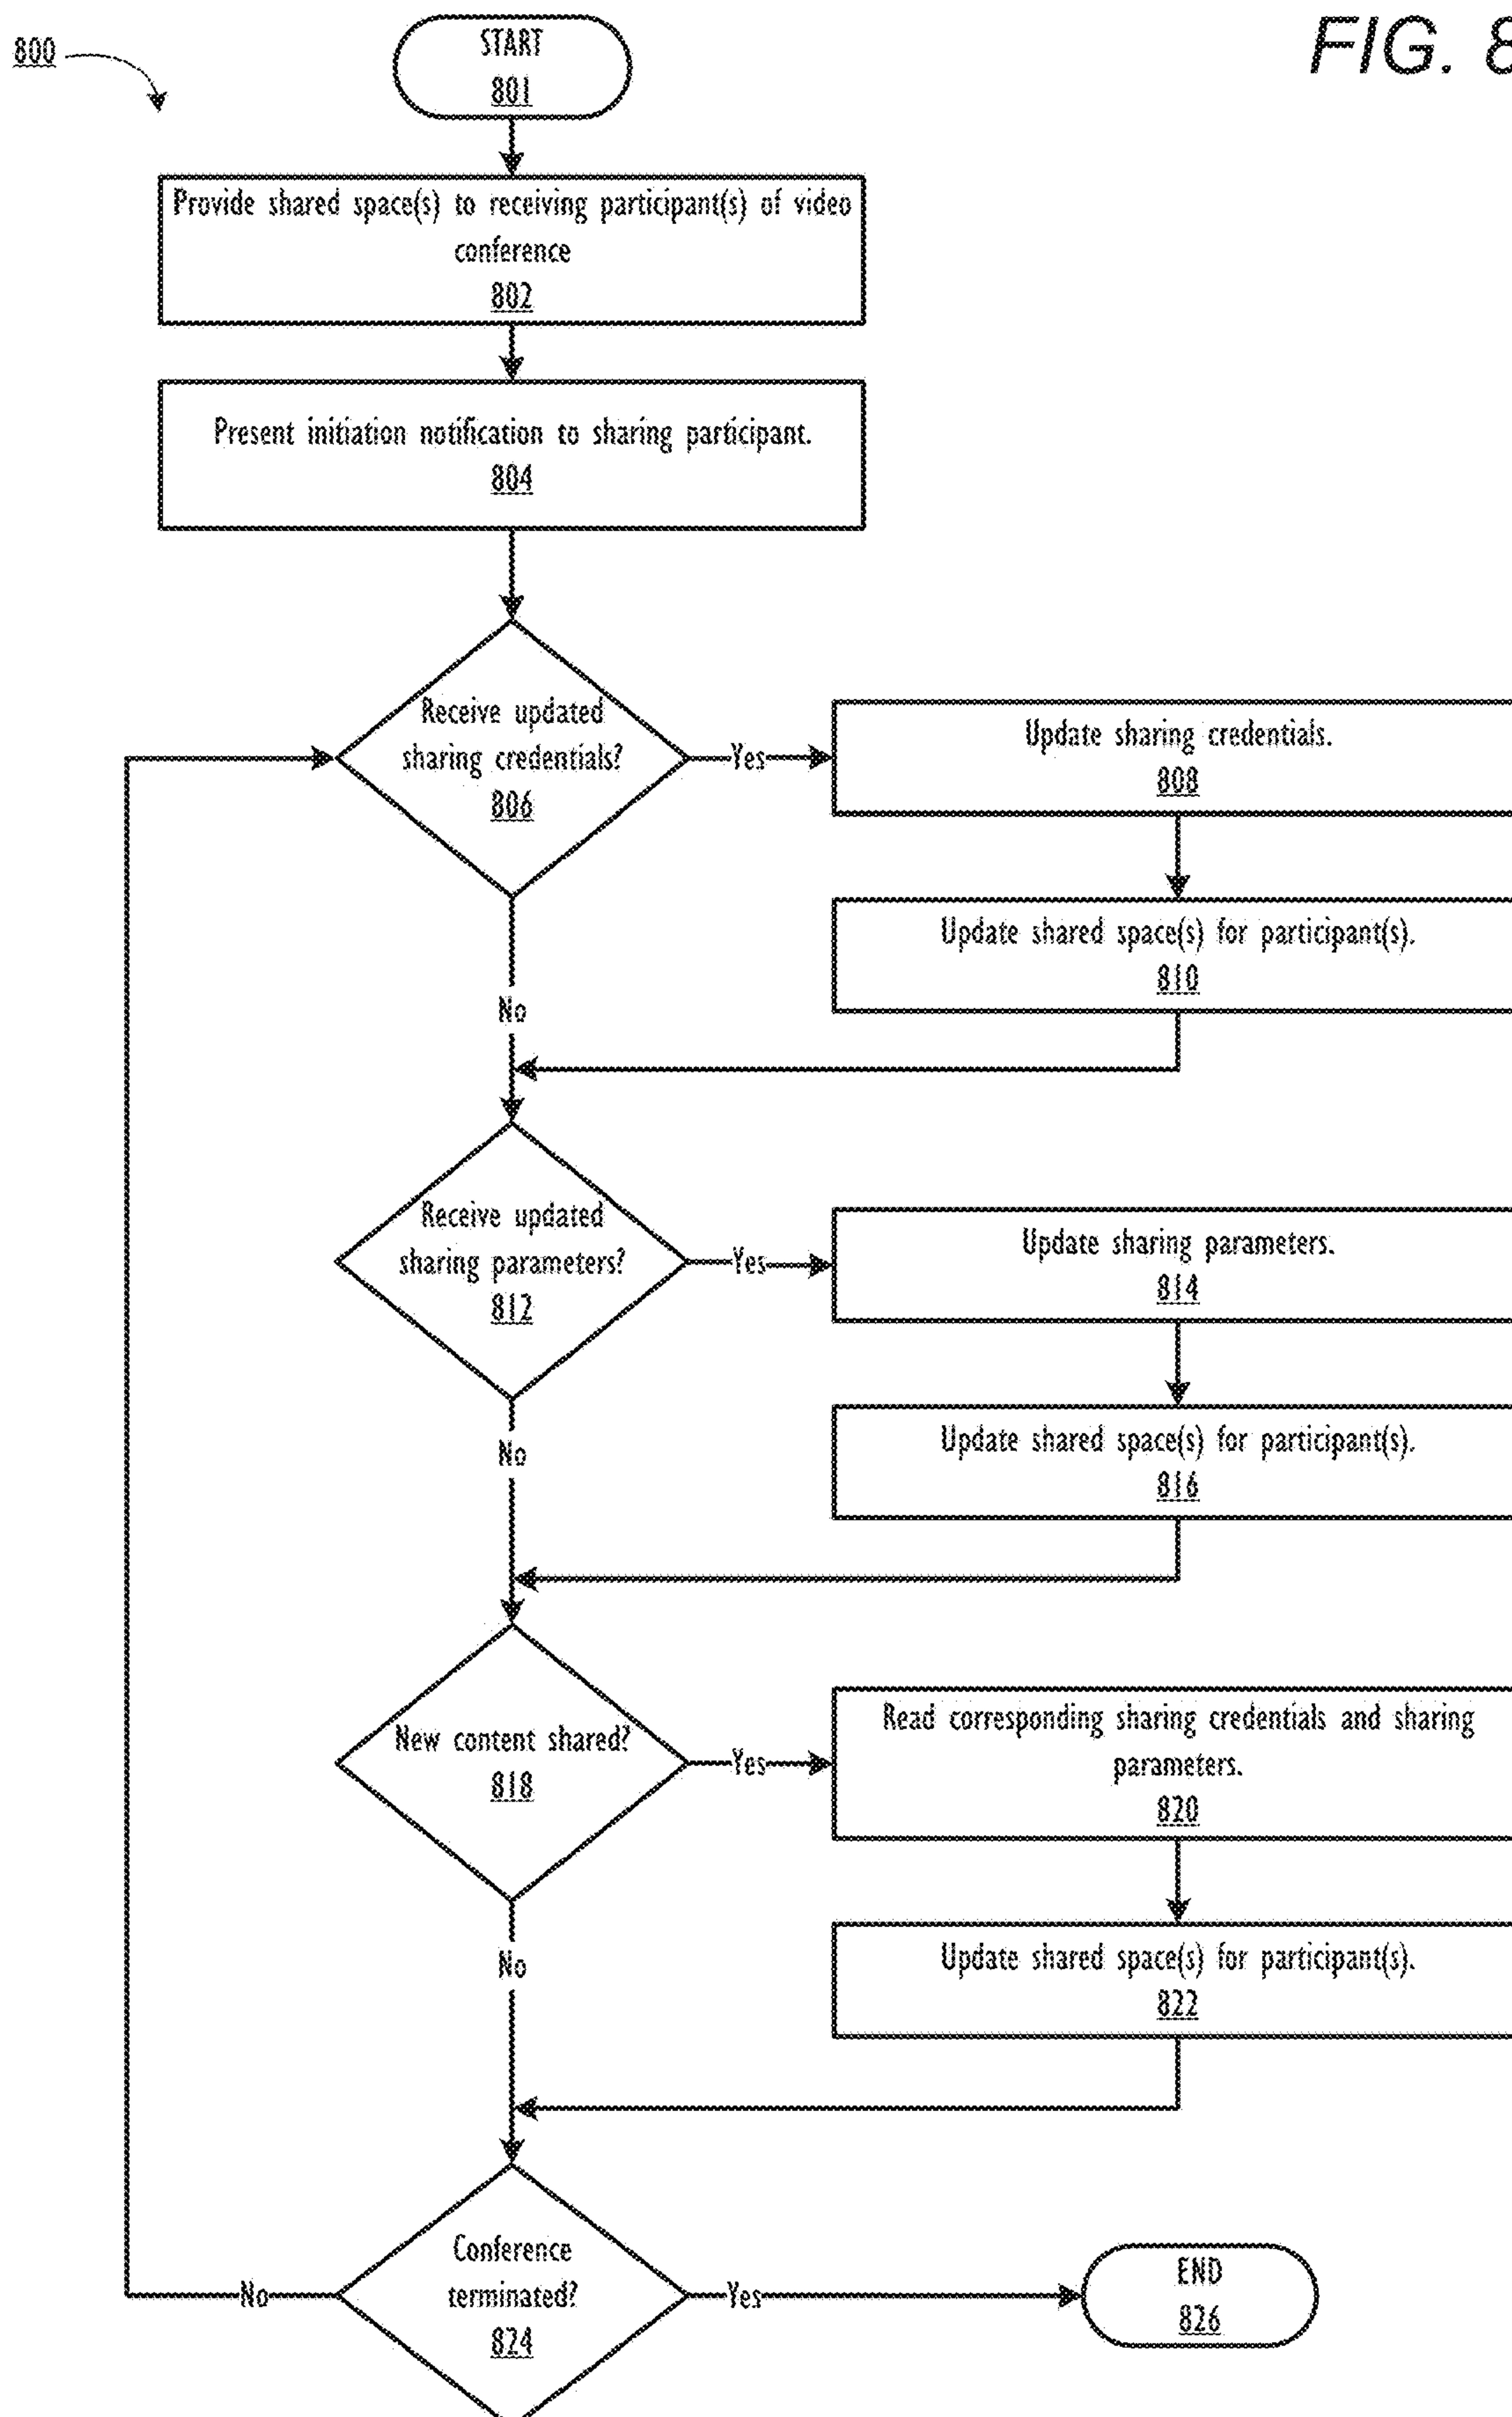 800
FIG. 8
START
801
Provide shared space(s) to receiving participant(s) of video
conference
802
Present initiation notification to sharing participant.
804
Receive updated
sharing credentials?
806
Yes
Update sharing credentials.
808
Update shared space(s) for participant(s).
810
No
Receive updated
sharing parameters?
812
Yes
Update sharing parameters.
814
Update shared space(s) for participant(s).
816
No
New content shared?
818
Yes
Read corresponding sharing credentials and sharing
parameters.
820
Update shared space(s) for participant(s).
822
No
Conference
terminated?
824
No
Yes
END
826